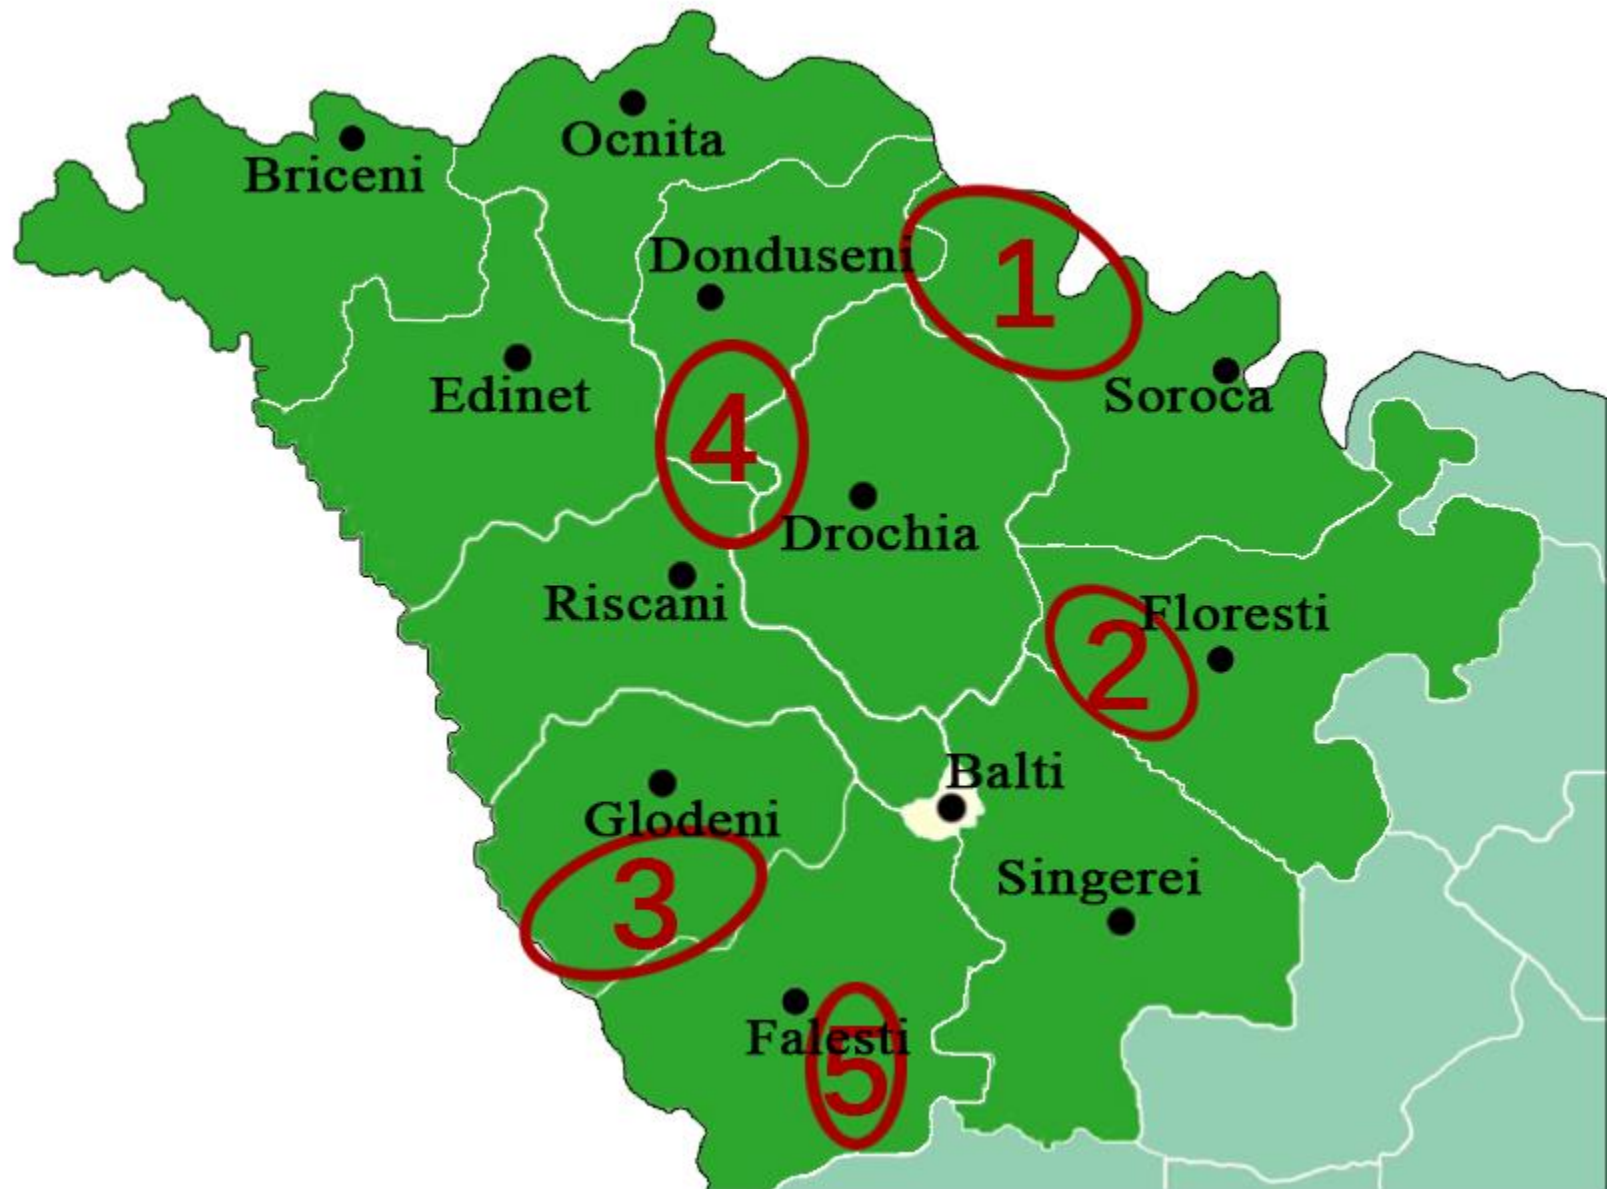 Ocnita
Briceni
Donduseni
1
Edinet
Soroca
4
Drochia
Riscani
Floresti
2
Balti
Glodeni
3
Singerei
Falesti
5